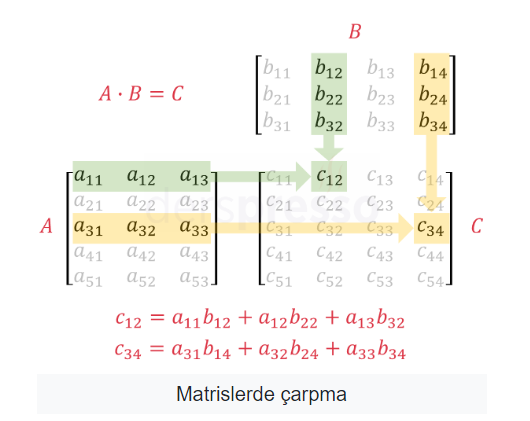 B
A · B = C
b₁₁ b₁₂ b₁₃ b₁₄
b₂₁ b₂₂ b₂₃ b₂₄
b₃₁ b₃₂ b₃₃ b₃₄
A
a₁₁ a₁₂ a₁₃
a₂₁ a₂₂ a₂₃
a₃₁ a₃₂ a₃₃
a₄₁ a₄₂ a₄₃
a₅₁ a₅₂ a₅₃
c₁₁ c₁₂ c₁₃ c₁₄
c₂₁ c₂₂ c₂₃ c₂₄
c₃₁ c₃₂ c₃₃ c₃₄
c₄₁ c₄₂ c₄₃ c₄₄
c₅₁ c₅₂ c₅₃ c₅₄
C
derspresso
c₁₂ = a₁₁b₁₂ + a₁₂b₂₂ + a₁₃b₃₂
c₃₄ = a₃₁b₁₄ + a₃₂b₂₄ + a₃₃b₃₄
Matrislerde çarpma